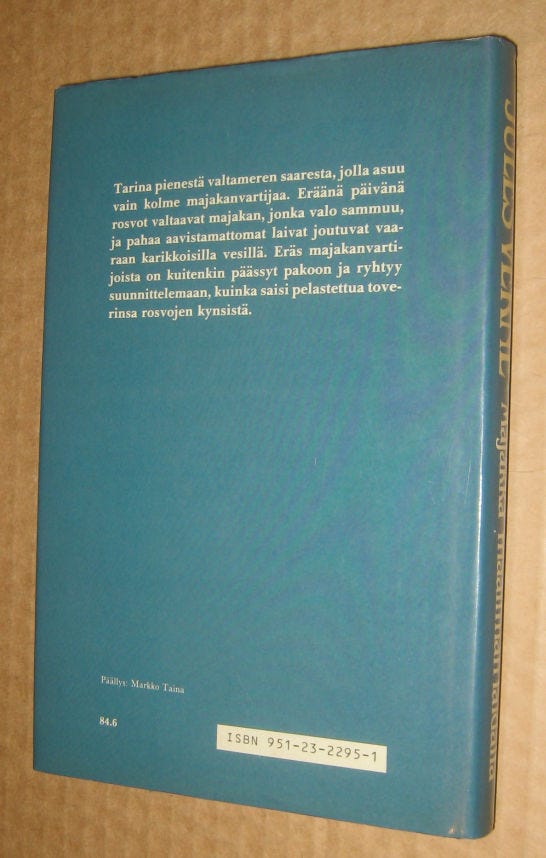 Tarina pienestä valtameren saaresta, jolla asuu
vain kolme majakanvartijaa. Eräänä päivänä
rosvot valtaavat majakan, jonka valo sammuu,
ja pahaa aavistamattomat laivat joutuvat vaa-
raan karikkoisilla vesillä. Eräs majakanvarti-
joista on kuitenkin päässyt pakoon ja ryhtyy
suunnittelemaan, kuinka saisi pelastettua tove-
rinsa rosvojen kynsistä.
Päällys: Markko Taina
84.6
ISBN 951-23-2295-1
JULES VERNE Majakka maailman laidalla